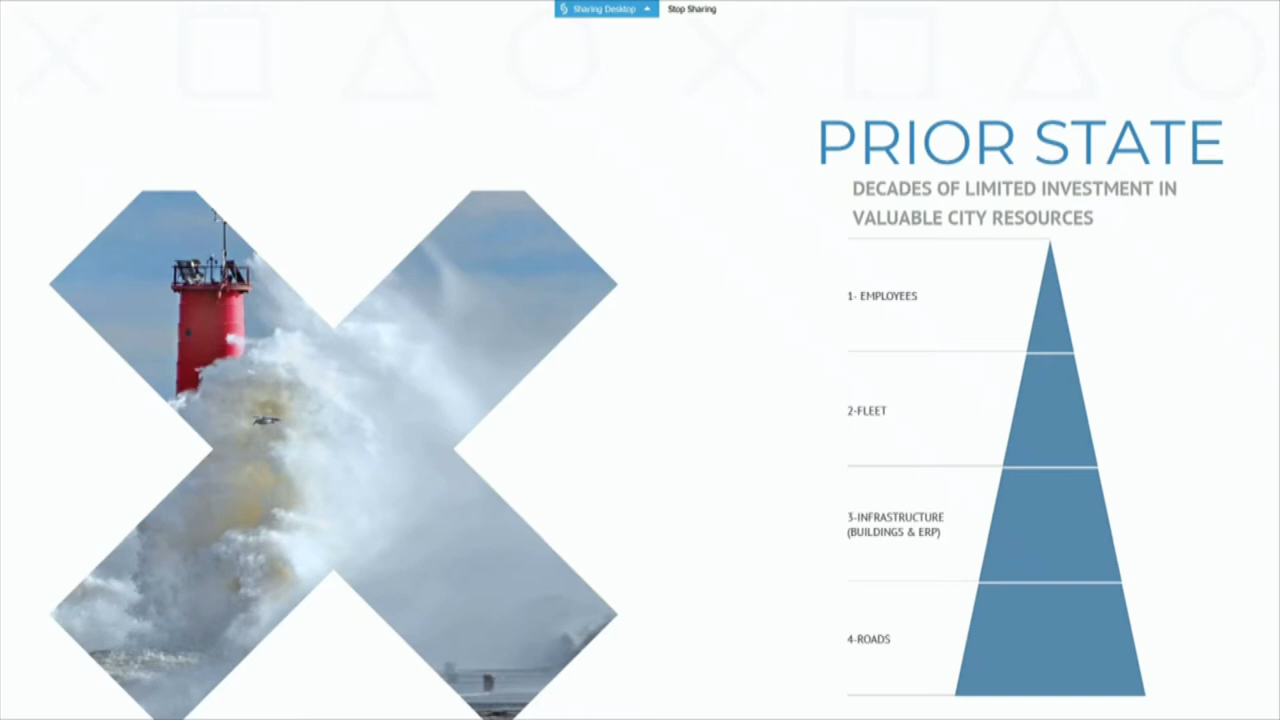 Sharing Desktop Stop Sharing
PRIOR STATE
DECADES OF LIMITED INVESTMENT IN
VALUABLE CITY RESOURCES
1- EMPLOYEES
2-FLEET
3-INFRASTRUCTURE
(BUILDINGS & ERP)
4-ROADS